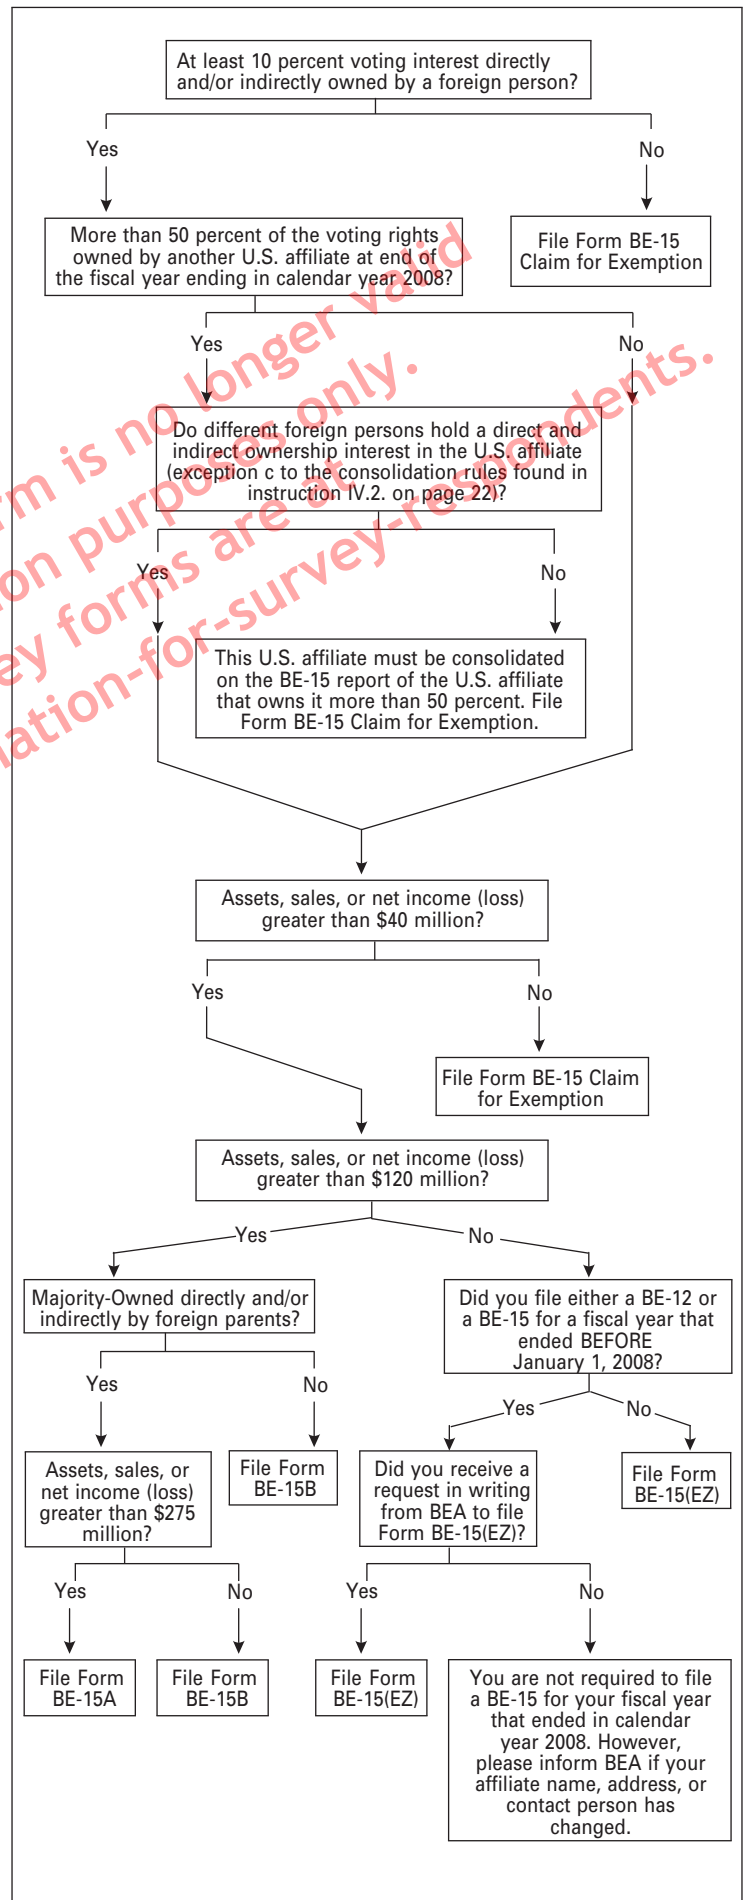 At least 10 percent voting interest directly
and/or indirectly owned by a foreign person?
Yes
No
More than 50 percent of the voting rights
owned by another U.S. affiliate at end of
the fiscal year ending in calendar year 2008?
File Form BE-15
Claim for Exemption
Yes
No
Do different foreign persons hold a direct and
indirect ownership interest in the U.S. affiliate
(exception c to the consolidation rules found in
instruction IV.2. on page 22)?
Yes
No
This U.S. affiliate must be consolidated
on the BE-15 report of the U.S. affiliate
that owns it more than 50 percent. File
Form BE-15 Claim for Exemption.
Assets, sales, or net income (loss)
greater than $40 million?
Yes
No
File Form BE-15 Claim
for Exemption
Assets, sales, or net income (loss)
greater than $120 million?
Yes
No
Majority-Owned directly and/or
indirectly by foreign parents?
Did you file either a BE-12 or
a BE-15 for a fiscal year that
ended BEFORE
January 1, 2008?
Yes
No
Yes
No
Assets, sales, or
net income (loss)
greater than $275
million?
File Form
BE-15B
Did you receive a
request in writing
from BEA to file
Form BE-15(EZ)?
File Form
BE-15(EZ)
Yes
No
Yes
No
File Form
BE-15A
File Form
BE-15B
File Form
BE-15(EZ)
You are not required to file
a BE-15 for your fiscal year
that ended in calendar
year 2008. However,
please inform BEA if your
affiliate name, address, or
contact person has
changed.
is no longer valid
purposes only.
forms are at
-for-survey-respondents.